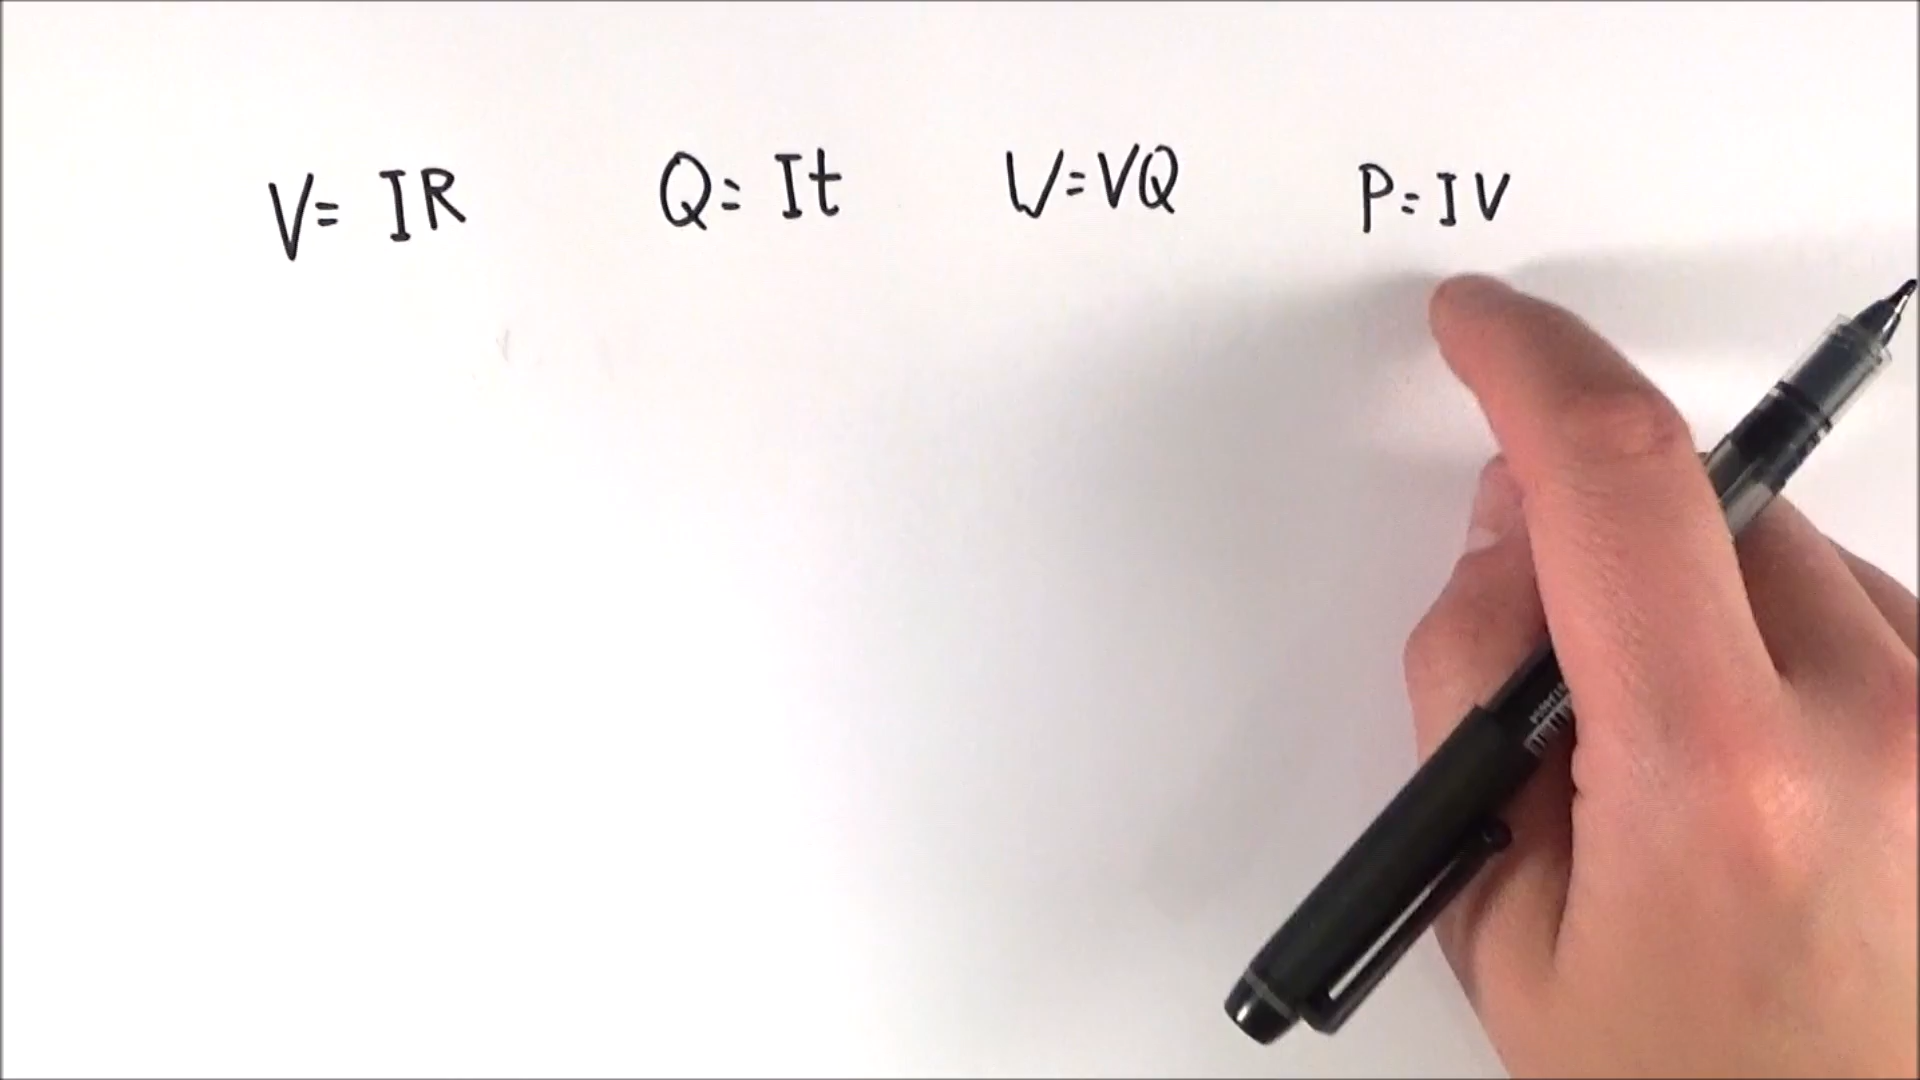 V= IR Q= It W=VQ P=IV